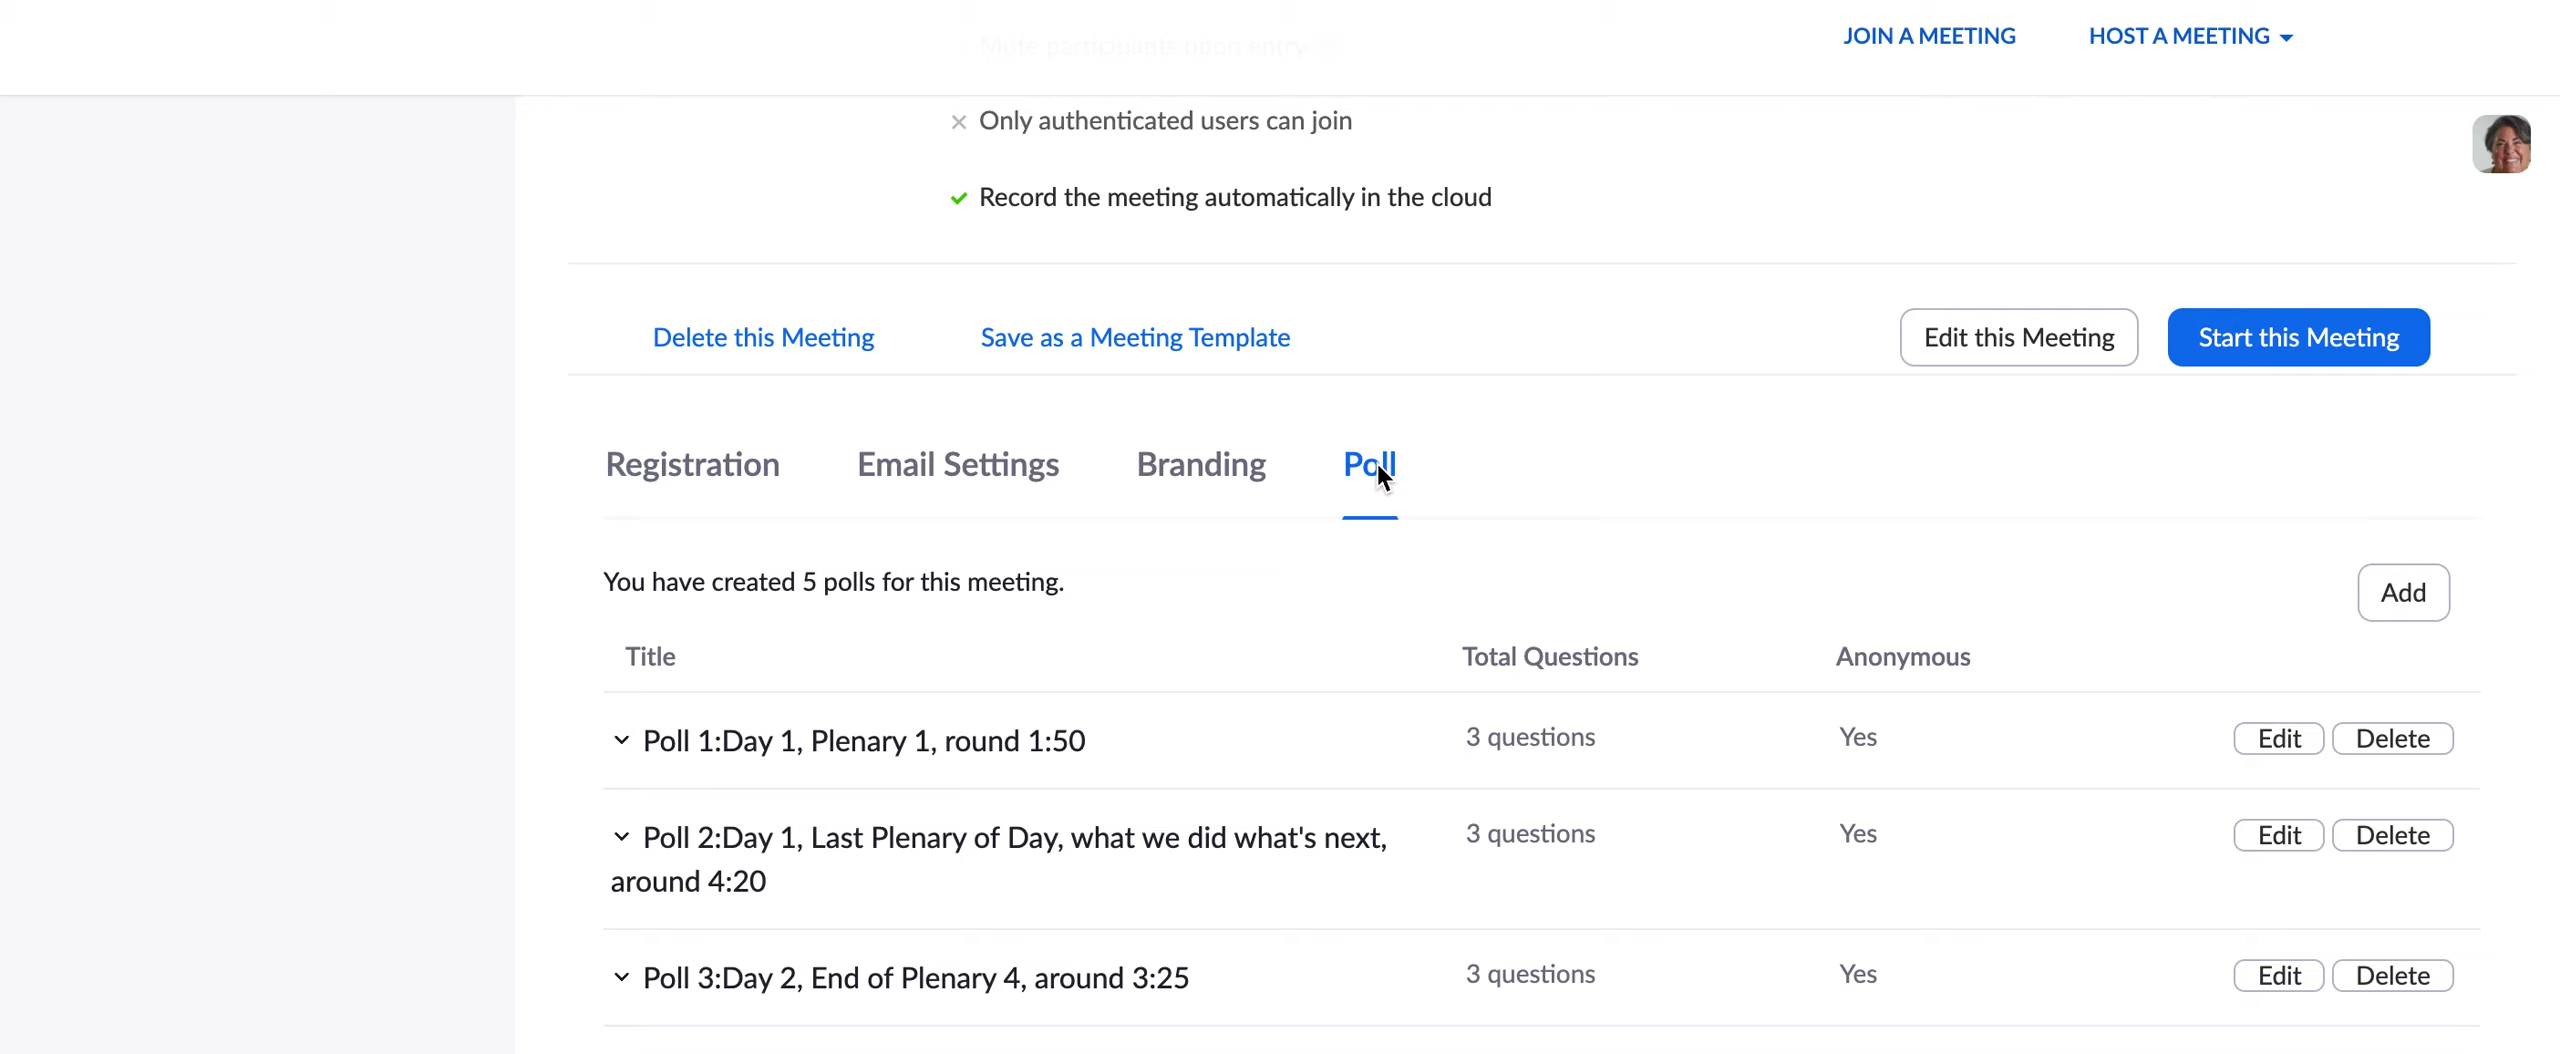 JOIN A MEETING HOST A MEETING
Mute participants upon entry
Only authenticated users can join
Record the meeting automatically in the cloud
Delete this Meeting Save as a Meeting Template Edit this Meeting Start this Meeting
Registration Email Settings Branding Poll
You have created 5 polls for this meeting. Add
Title Total Questions Anonymous
Poll 1:Day 1, Plenary 1, round 1:50 3 questions Yes Edit Delete
Poll 2:Day 1, Last Plenary of Day, what we did what's next, 3 questions Yes Edit Delete
around 4:20
Poll 3:Day 2, End of Plenary 4, around 3:25 3 questions Yes Edit Delete